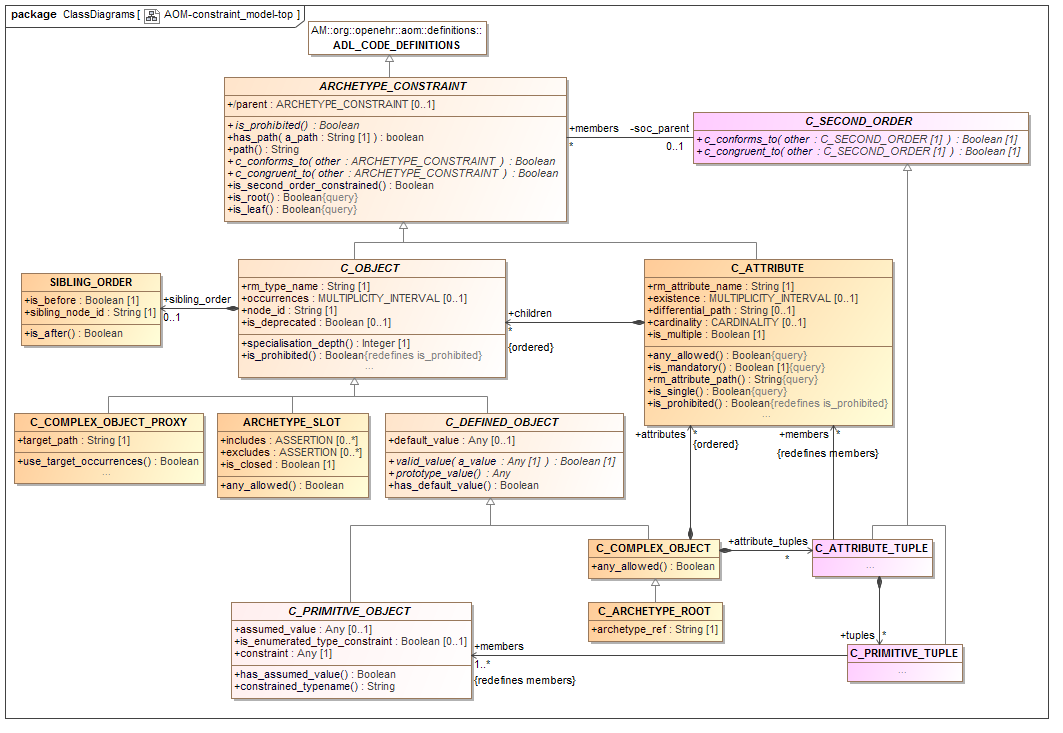 package ClassDiagrams [ AOM-constraint_model-top ]
AM::org::openehr::aom::definitions::
ADL_CODE_DEFINITIONS
ARCHETYPE_CONSTRAINT
+/parent : ARCHETYPE_CONSTRAINT [0..1]
+is_prohibited() : Boolean
+has_path( a_path : String [1] ) : boolean
+path() : String
+c_conforms_to( other : ARCHETYPE_CONSTRAINT ) : Boolean
+c_congruent_to( other : ARCHETYPE_CONSTRAINT ) : Boolean
+is_second_order_constrained() : Boolean
+is_root() : Boolean{query}
+is_leaf() : Boolean{query}
+members
*
-soc_parent
0..1
C_SECOND_ORDER
+c_conforms_to( other : C_SECOND_ORDER [1] ) : Boolean [1]
+c_congruent_to( other : C_SECOND_ORDER [1] ) : Boolean [1]
SIBLING_ORDER
+is_before : Boolean [1]
+sibling_node_id : String [1]
+is_after() : Boolean
+sibling_order
0..1
C_OBJECT
+rm_type_name : String [1]
+occurrences : MULTIPLICITY_INTERVAL [0..1]
+node_id : String [1]
+is_deprecated : Boolean [0..1]
+specialisation_depth() : Integer [1]
+is_prohibited() : Boolean{redefines is_prohibited}
...
+children
*
{ordered}
C_ATTRIBUTE
+rm_attribute_name : String [1]
+existence : MULTIPLICITY_INTERVAL [0..1]
+differential_path : String [0..1]
+cardinality : CARDINALITY [0..1]
+is_multiple : Boolean [1]
+any_allowed() : Boolean{query}
+is_mandatory() : Boolean [1]{query}
+rm_attribute_path() : String{query}
+is_single() : Boolean{query}
+is_prohibited() : Boolean{redefines is_prohibited}
...
C_COMPLEX_OBJECT_PROXY
+target_path : String [1]
+use_target_occurrences() : Boolean
...
ARCHETYPE_SLOT
+includes : ASSERTION [0..*]
+excludes : ASSERTION [0..*]
+is_closed : Boolean [1]
+any_allowed() : Boolean
C_DEFINED_OBJECT
+default_value : Any [0..1]
+valid_value( a_value : Any [1] ) : Boolean [1]
+prototype_value() : Any
+has_default_value() : Boolean
+attributes
*
{ordered}
+members
*
{redefines members}
C_COMPLEX_OBJECT
+any_allowed() : Boolean
+attribute_tuples
*
C_ATTRIBUTE_TUPLE
...
C_ARCHETYPE_ROOT
+archetype_ref : String [1]
C_PRIMITIVE_OBJECT
+assumed_value : Any [0..1]
+is_enumerated_type_constraint : Boolean [0..1]
+constraint : Any [1]
+has_assumed_value() : Boolean
+constrained_typename() : String
+members
1..*
{redefines members}
+tuples
*
C_PRIMITIVE_TUPLE
...